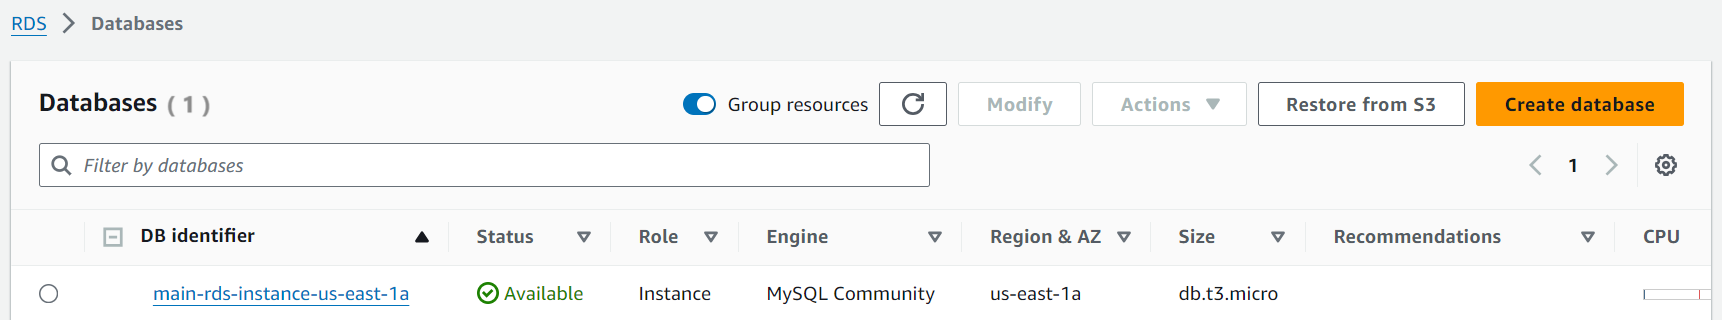 RDS > Databases
Databases (1) Group resources Modify Actions Restore from S3 Create database
Filter by databases 1
DB identifier Status Role Engine Region & AZ Size Recommendations CPU
main-rds-instance-us-east-1a Available Instance MySQL Community us-east-1a db.t3.micro